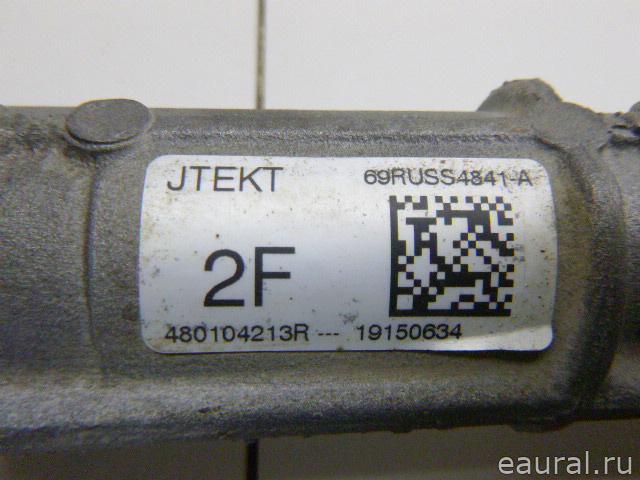 JTEKT 69RUSS4841-A
2F
480104213R --- 19150634
eaural.ru